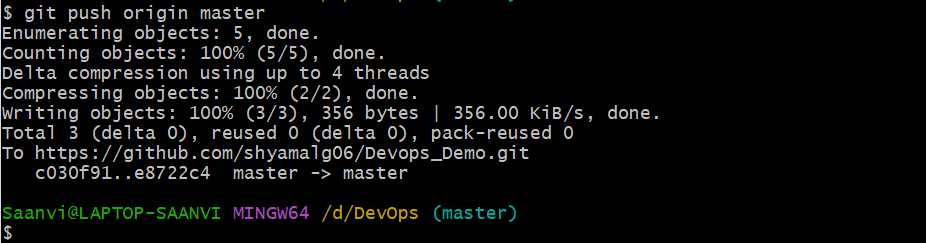 $ git push origin master
Enumerating objects: 5, done.
Counting objects: 100% (5/5), done.
Delta compression using up to 4 threads
Compressing objects: 100% (2/2), done.
Writing objects: 100% (3/3), 356 bytes | 356.00 KiB/s, done.
Total 3 (delta 0), reused 0 (delta 0), pack-reused 0
To https://github.com/shyamalg06/Devops_Demo.git
   c030f91..e8722c4  master -> master
Saanvi@LAPTOP-SAANVI MINGW64 /d/DevOps (master)
$